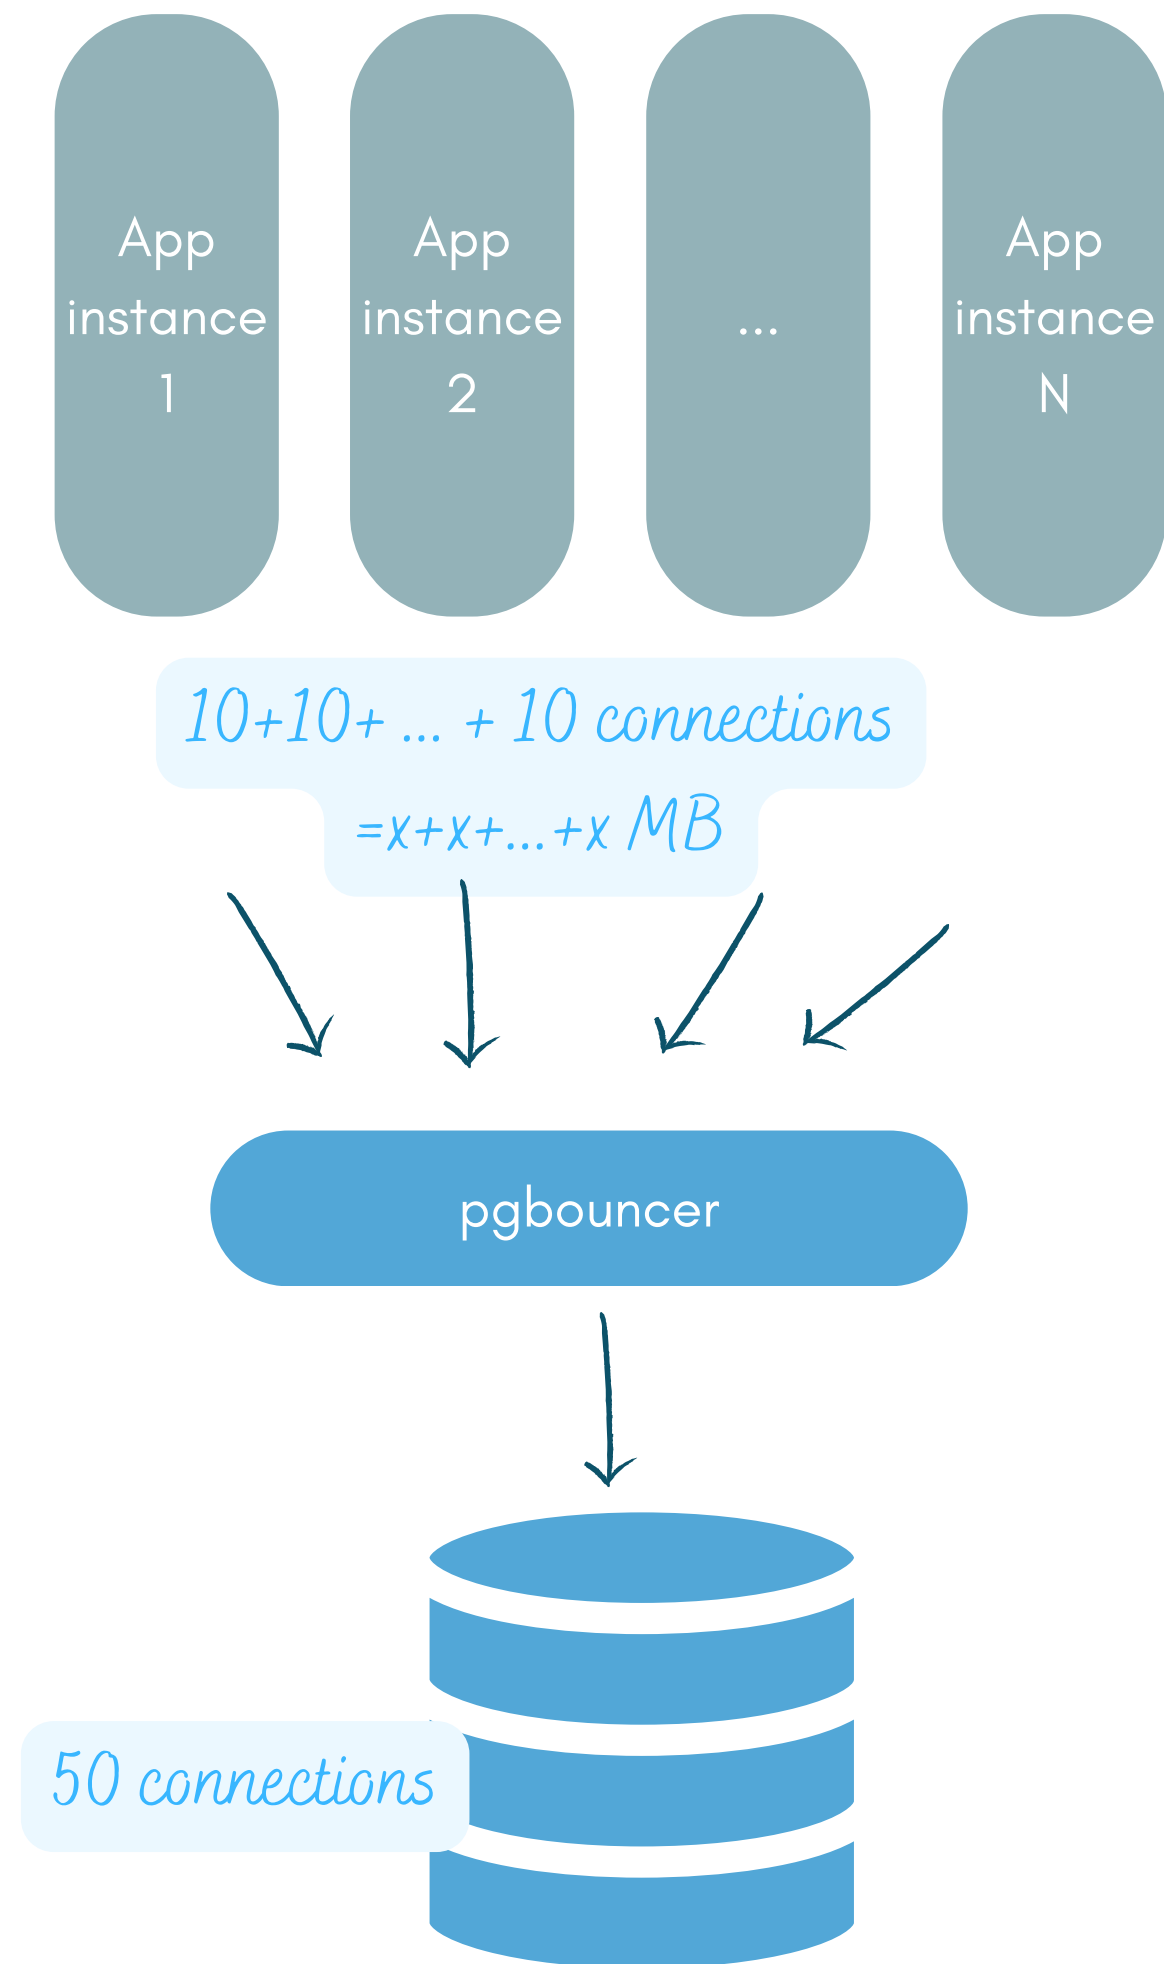 App
instance
1
App
instance
2
...
App
instance
N
10+10+ ... + 10 connections
=x+x+...+x MB
pgbouncer
50 connections